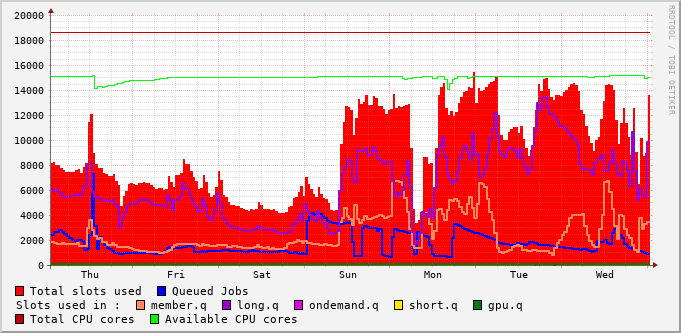 RRDTOOL / TOBI OETIKER
20000
18000
16000
14000
12000
10000
8000
6000
4000
2000
0
Thu Fri Sat Sun Mon Tue Wed
Total slots used Queued Jobs
Slots used in : member.q long.q ondemand.q short.q gpu.q
Total CPU cores Available CPU cores